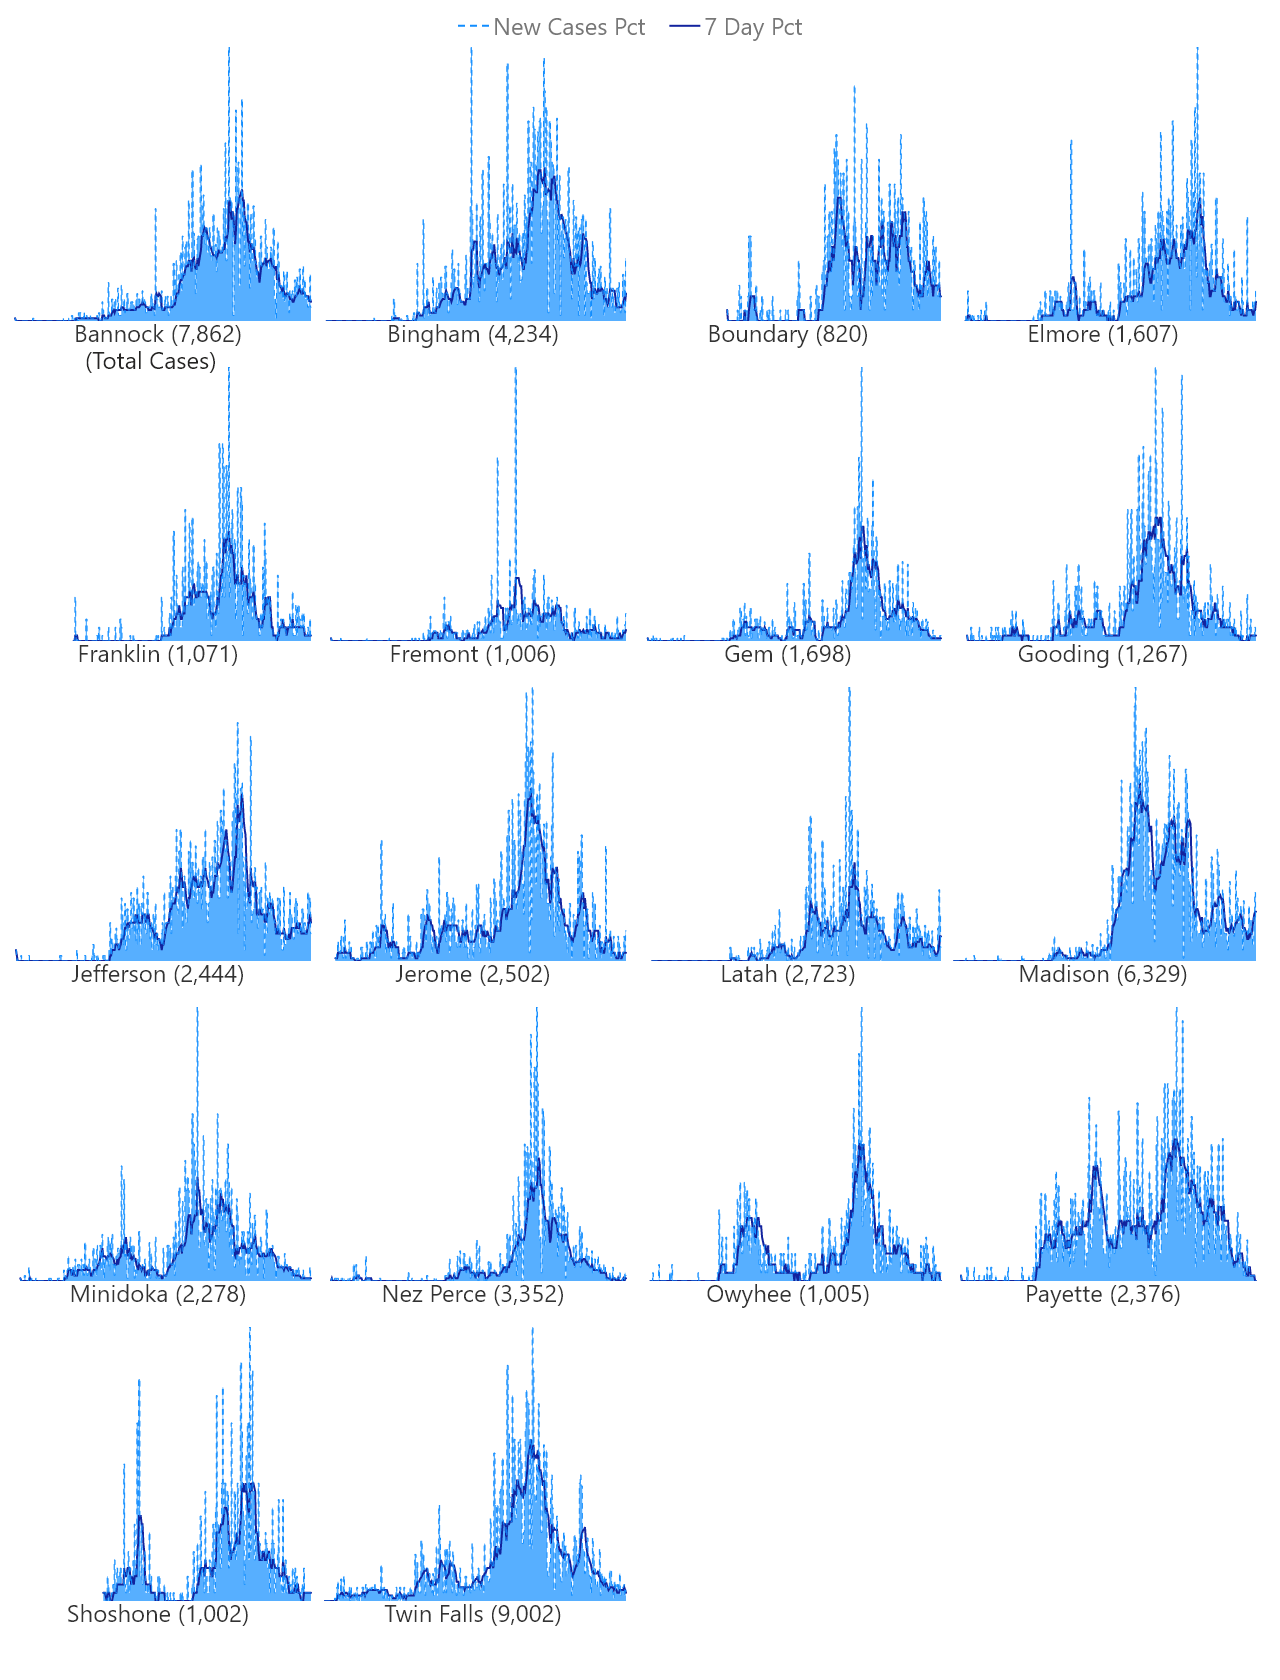 New Cases Pct 7 Day Pct
Bannock (7,862) Bingham (4,234) Boundary (820) Elmore (1,607)
(Total Cases)
Franklin (1,071) Fremont (1,006) Gem (1,698) Gooding (1,267)
Jefferson (2,444) Jerome (2,502) Latah (2,723) Madison (6,329)
Minidoka (2,278) Nez Perce (3,352) Owyhee (1,005) Payette (2,376)
Shoshone (1,002) Twin Falls (9,002)